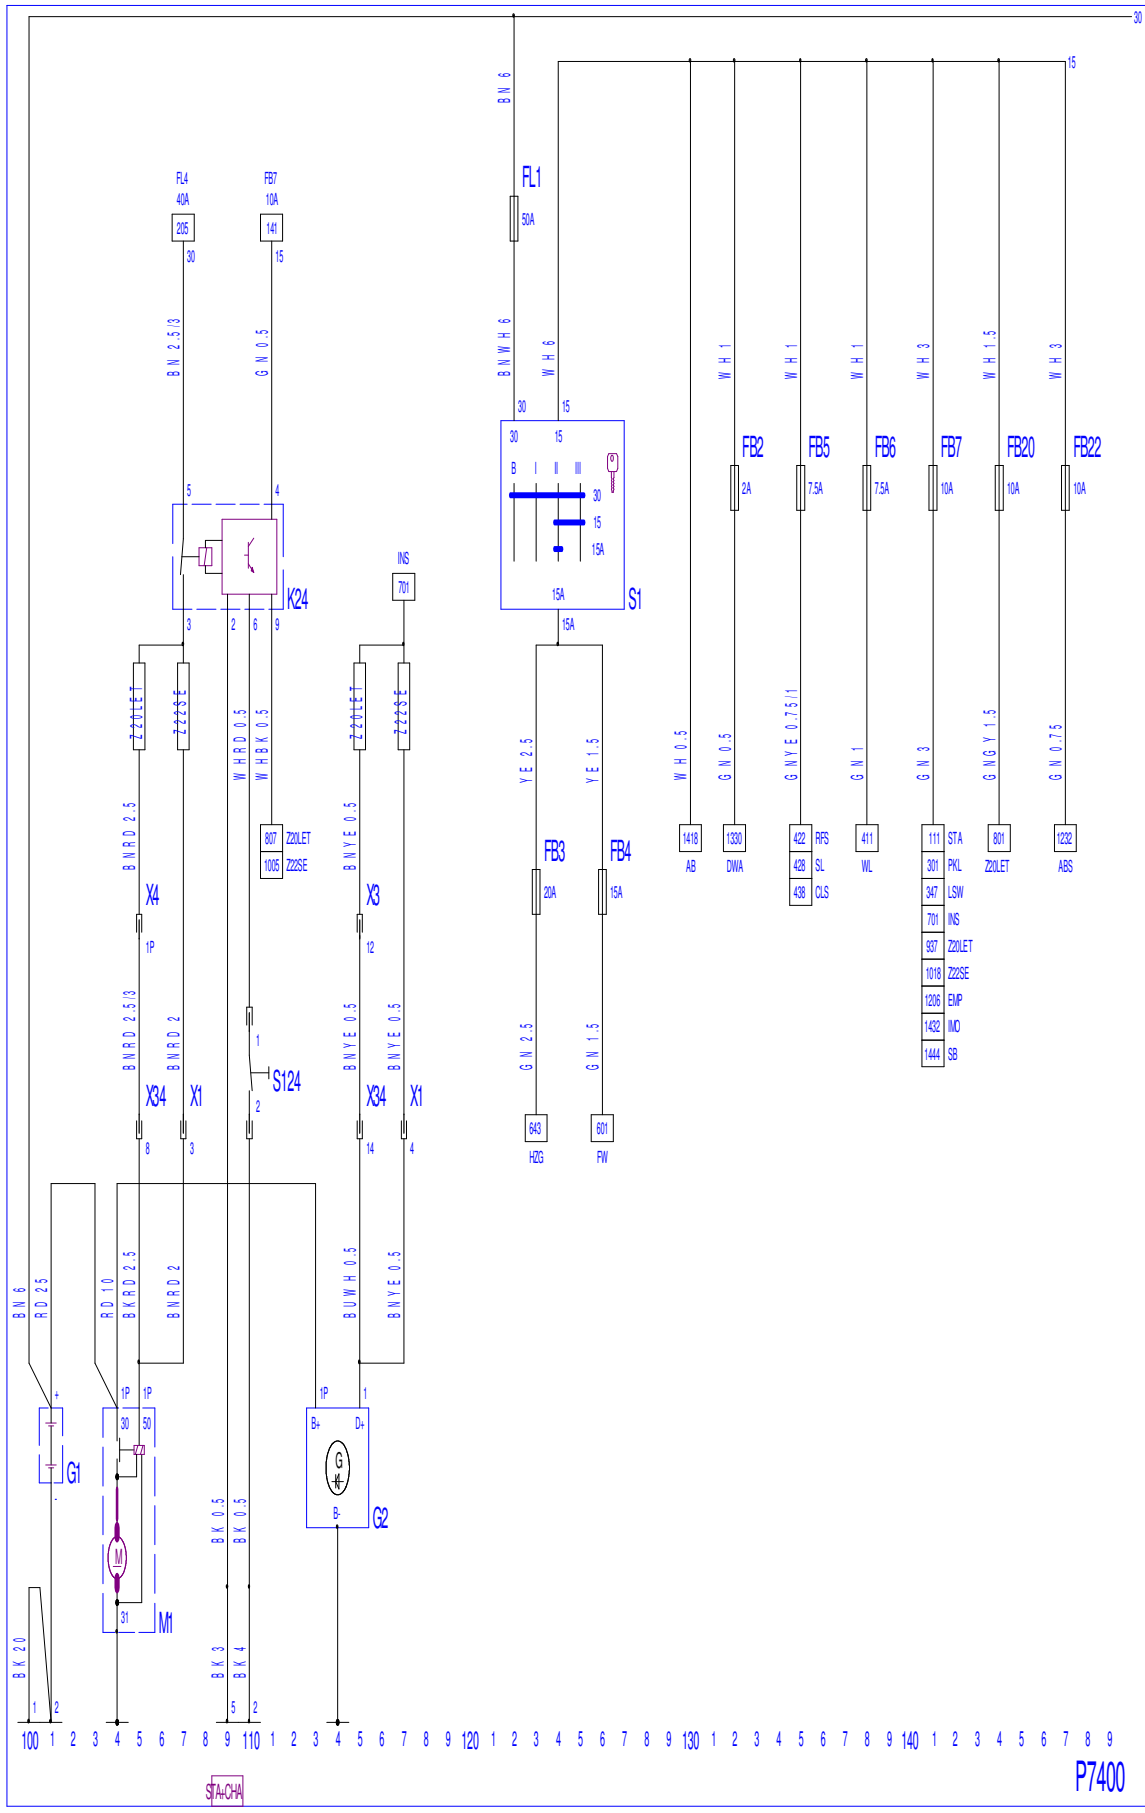 30
15
BN 6
FL1
50A
FL4
40A
205
30
FB7
10A
141
15
BN 2.5/3
GN 0.5
BNWH 6
WH 6
WH 1
WH 1
WH 1
WH 3
WH 1.5
WH 3
30
15
30
15
B
I
II
III
30
15
15A
15A
S1
15A
FB2
2A
FB5
7.5A
FB6
7.5A
FB7
10A
FB20
10A
FB22
10A
5
4
K24
3
2
6
9
INS
701
Z20LET
Z22SE
WHRD 0.5
WHBK 0.5
Z20LET
Z22SE
YE 2.5
YE 1.5
WH 0.5
GN 0.5
GNYE 0.75/1
GN 1
GN 3
GNGY 1.5
GN 0.75
BNRD 2.5
807 Z20LET
1005 Z22SE
BNYE 0.5
FB3
20A
FB4
15A
1418
AB
1330
DWA
422 RFS
428 SL
438 CLS
411
WL
111 STA
301 PKL
347 LSW
701 INS
937 Z20LET
1018 Z22SE
1206 EMP
1432 IMO
1444 SB
801
Z20LET
1232
ABS
X4
1P
X3
12
BNRD 2.5/3
BNRD 2
1
S124
2
BNYE 0.5
BNYE 0.5
GN 2.5
GN 1.5
X34
8
X1
3
X34
14
X1
4
643
HZG
601
FW
BN 6
RD 25
RD 10
BKRD 2.5
BNRD 2
BUWH 0.5
BNYE 0.5
+
1P
1P
1P
1
30
50
B+
D+
G1
-
M
G
B-
G2
BK 0.5
BK 0.5
31
M1
BK 20
BK 3
BK 4
1
2
5
2
100 1 2 3 4 5 6 7 8 9 110 1 2 3 4 5 6 7 8 9 120 1 2 3 4 5 6 7 8 9 130 1 2 3 4 5 6 7 8 9 140 1 2 3 4 5 6 7 8 9
STA+CHA
P7400